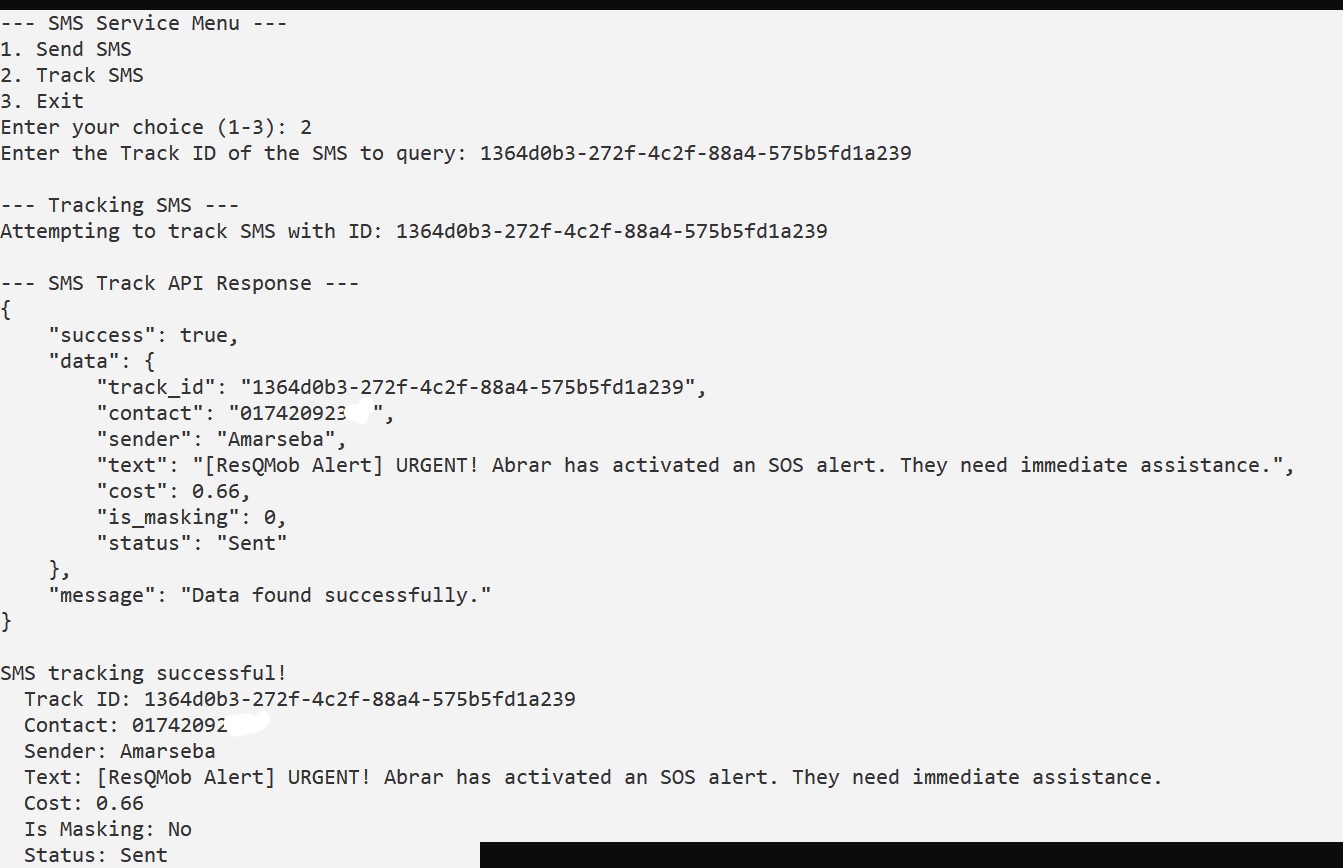 --- SMS Service Menu ---
1. Send SMS
2. Track SMS
3. Exit
Enter your choice (1-3): 2
Enter the Track ID of the SMS to query: 1364d0b3-272f-4c2f-88a4-575b5fd1a239
--- Tracking SMS ---
Attempting to track SMS with ID: 1364d0b3-272f-4c2f-88a4-575b5fd1a239
--- SMS Track API Response ---
{
    "success": true,
    "data": {
        "track_id": "1364d0b3-272f-4c2f-88a4-575b5fd1a239",
        "contact": "017420923  ",
        "sender": "Amarseba",
        "text": "[ResQMob Alert] URGENT! Abrar has activated an SOS alert. They need immediate assistance.",
        "cost": 0.66,
        "is_masking": 0,
        "status": "Sent"
    },
    "message": "Data found successfully."
}
SMS tracking successful!
  Track ID: 1364d0b3-272f-4c2f-88a4-575b5fd1a239
  Contact: 01742092
  Sender: Amarseba
  Text: [ResQMob Alert] URGENT! Abrar has activated an SOS alert. They need immediate assistance.
  Cost: 0.66
  Is Masking: No
  Status: Sent